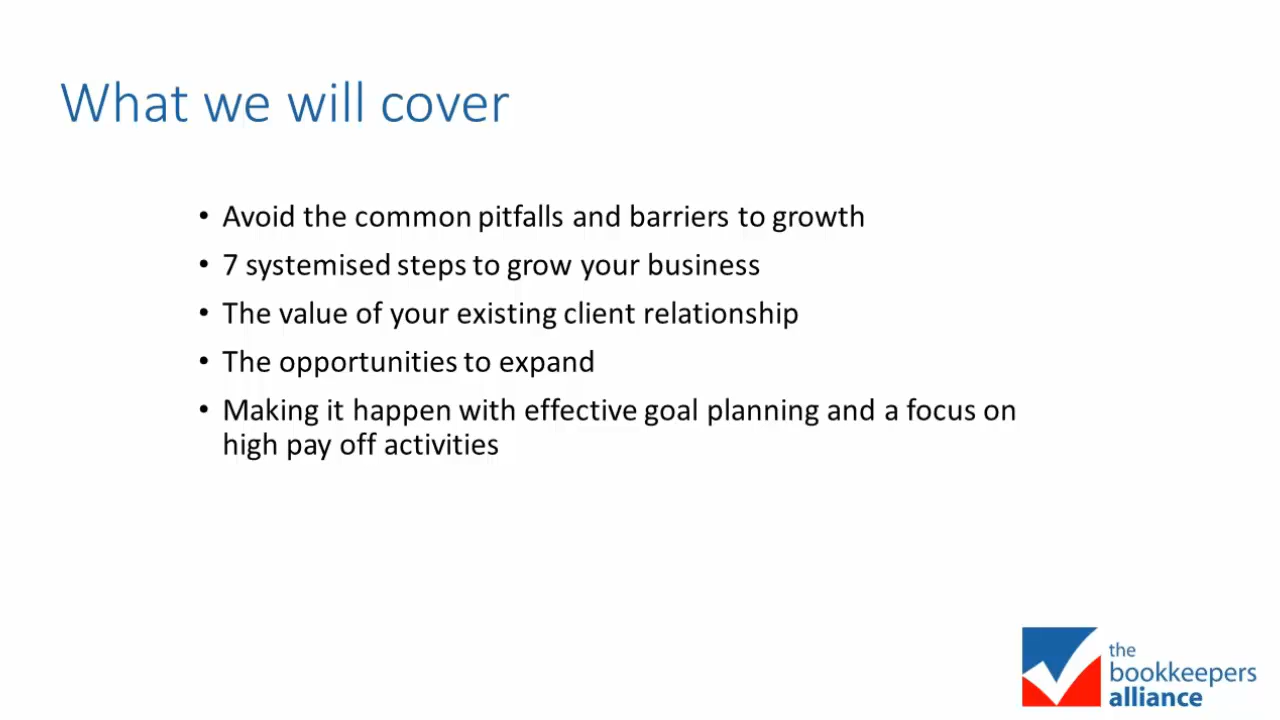 What we will cover
• Avoid the common pitfalls and barriers to growth
• 7 systemised steps to grow your business
• The value of your existing client relationship
• The opportunities to expand
• Making it happen with effective goal planning and a focus on
high pay off activities
the
bookkeepers
alliance